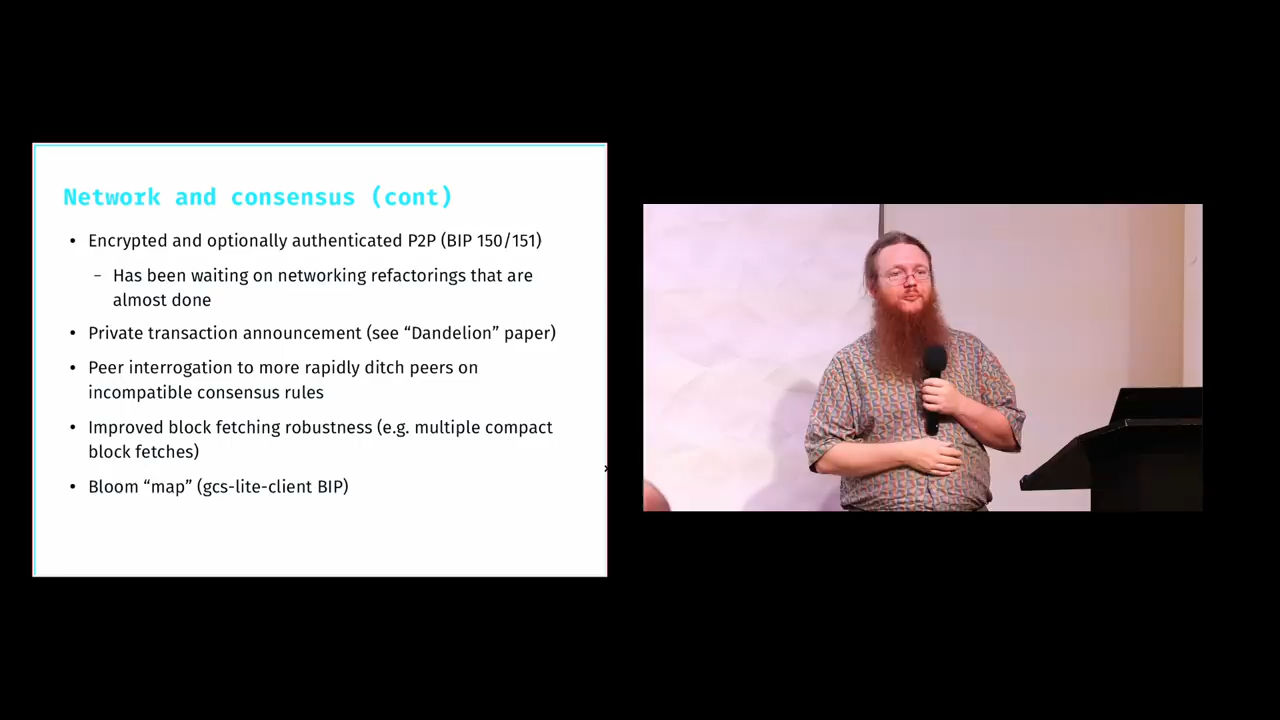 Network and consensus (cont)
• Encrypted and optionally authenticated P2P (BIP 150/151)
– Has been waiting on networking refactorings that are
almost done
• Private transaction announcement (see “Dandelion” paper)
• Peer interrogation to more rapidly ditch peers on
incompatible consensus rules
• Improved block fetching robustness (e.g. multiple compact
block fetches)
• Bloom “map” (gcs-lite-client BIP)